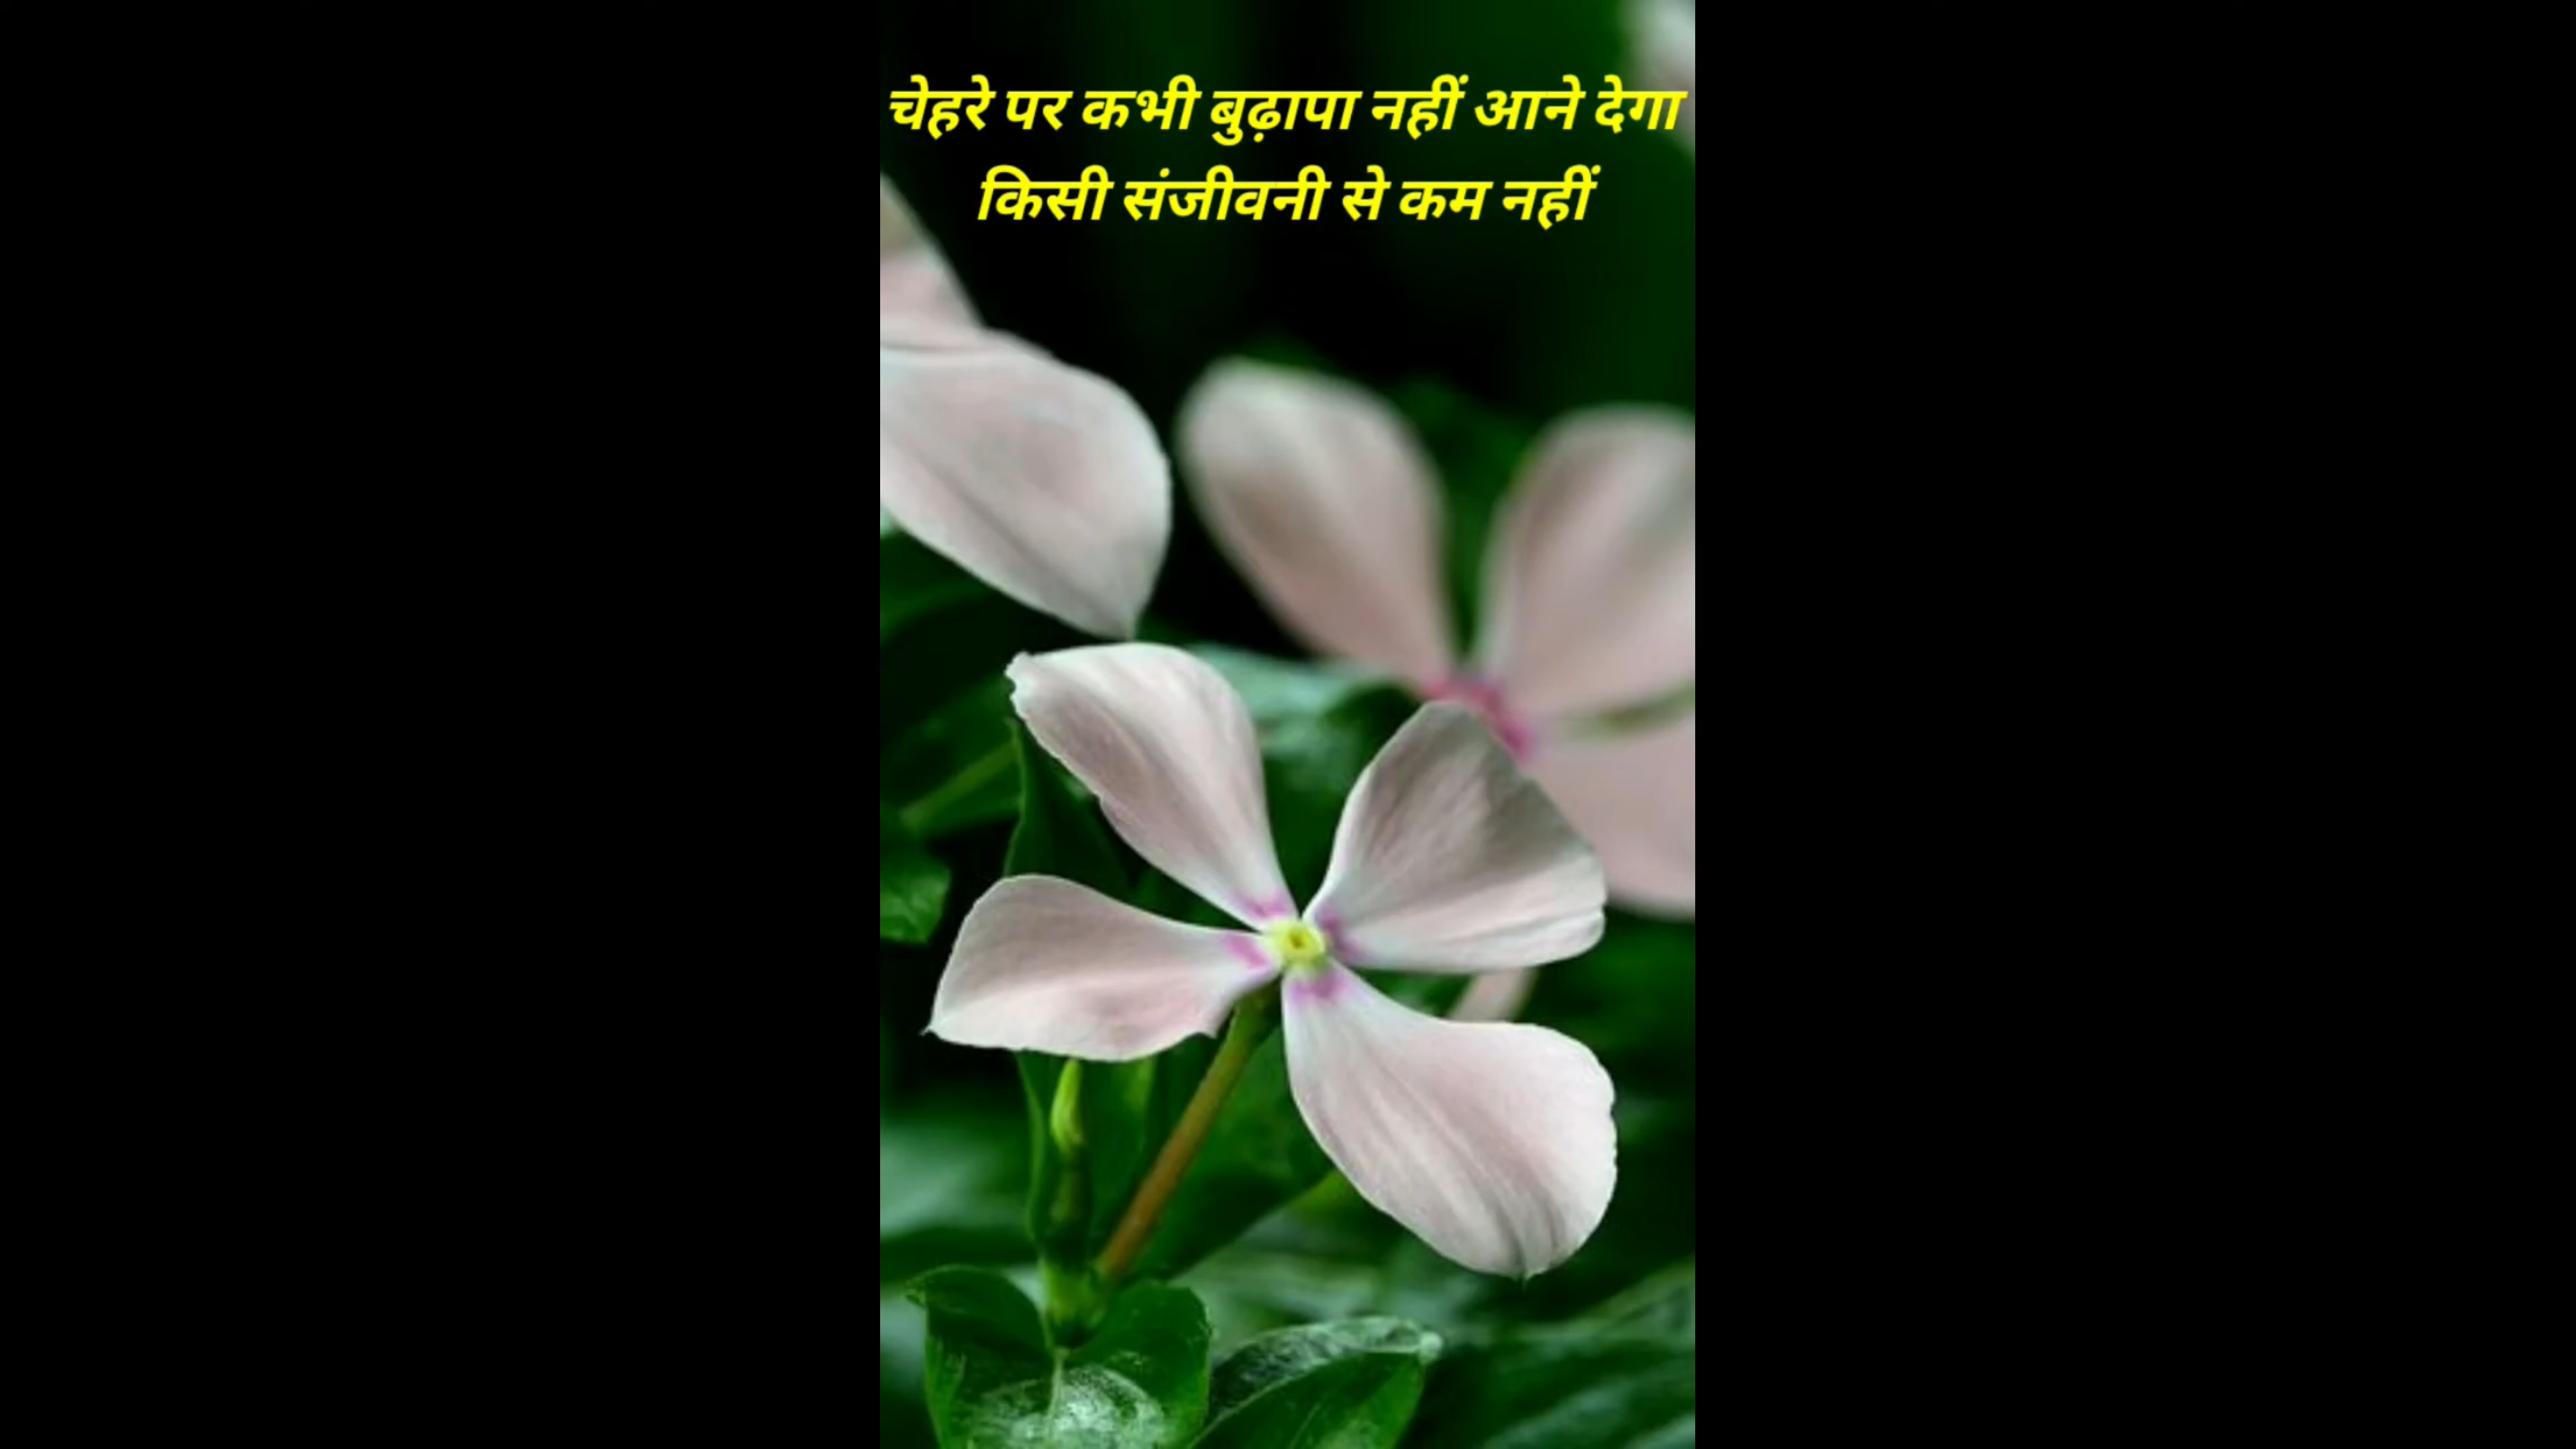 चेहरे पर कभी बुढ़ापा नहीं आने देगा
किसी संजीवनी से कम नहीं